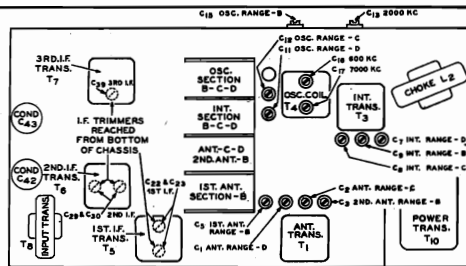 C15 OSC. RANGE-B
C13 2000 KC
C12 OSC. RANGE-C
C11 OSC. RANGE-D
3RD.I.F.
TRANS.
T7
C39 3RD I.F.
OSC.
SECTION
B-C-D
C16 600 KC
C17 7000 KC
OSC. COIL
T4
CHOKE L2
INT.
TRANS.
T3
COND
C43
I.F. TRIMMERS
REACHED
FROM BOTTOM
OF CHASSIS
INT.
SECTION
B-C-D
ANT.-C-D
2ND.ANT.-B
C7 INT. RANGE-D
C9 INT. RANGE-B
C8 INT. RANGE-C
COND
C42
2ND.I.F.
TRANS.
T6
C22 & C23
1ST I.F.
1ST. ANT.
SECTION-B
C2 ANT. RANGE-C
C3 2ND. ANT. RANGE-B
C29 & C30 2ND I.F.
INPUT TRANS
T8
1ST. I.F.
TRANS.
T5
C5 1ST. ANT.
RANGE-B
C1 ANT. RANGE-D
ANT.
TRANS.
T1
POWER
TRANS.
T10